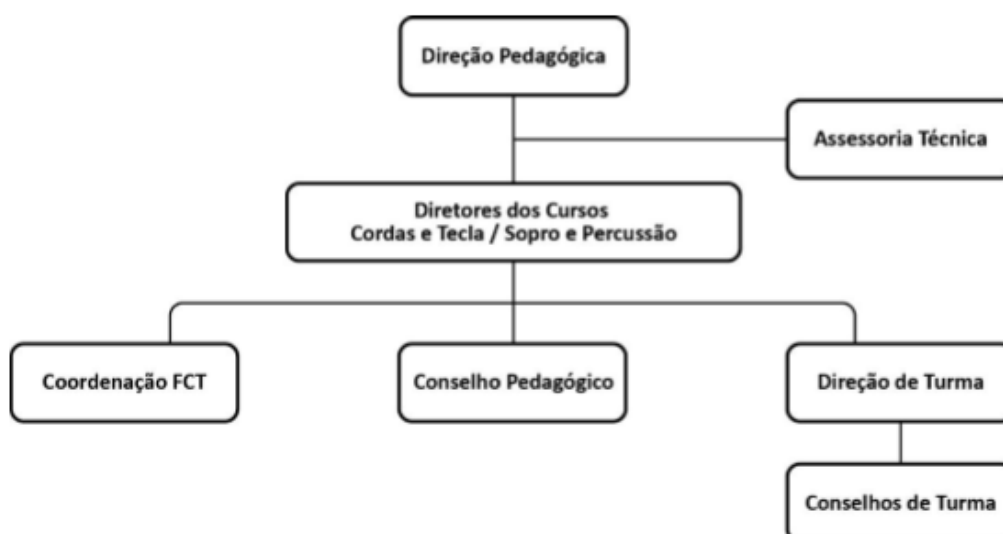 Direção Pedagógica
Assessoria Técnica
Diretores dos Cursos
Cordas e Tecla / Sopro e Percussão
Coordenação FCT
Conselho Pedagógico
Direção de Turma
Conselhos de Turma